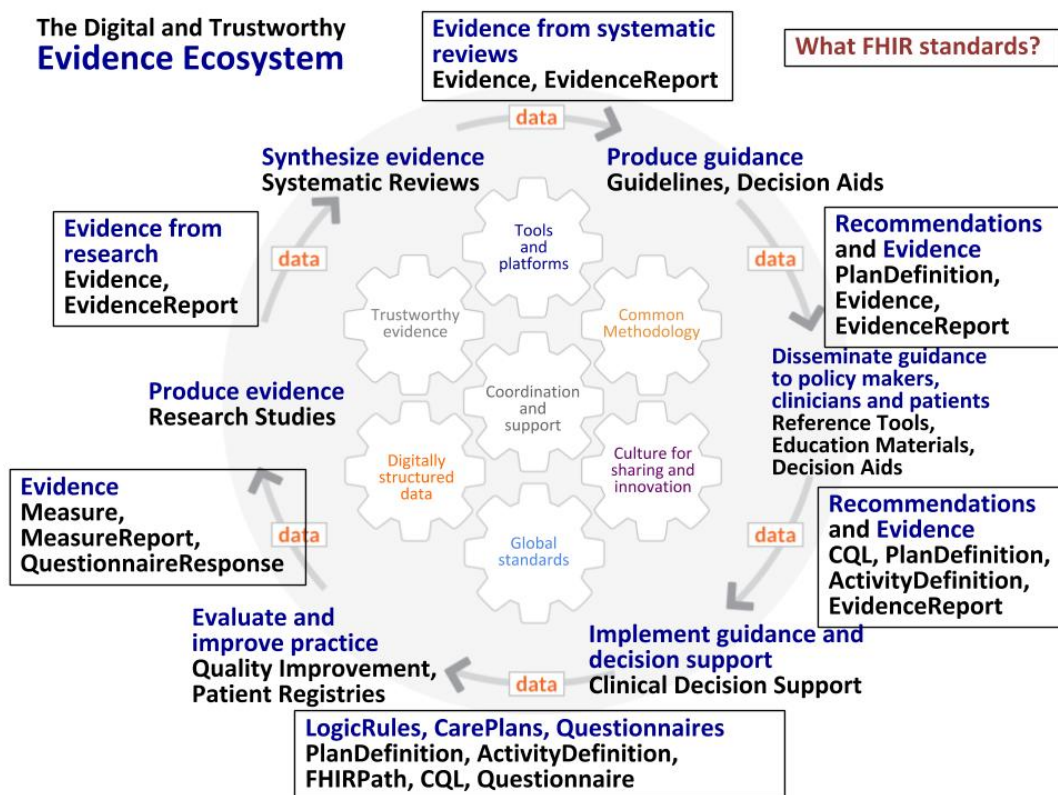 The Digital and Trustworthy
Evidence Ecosystem
Evidence from systematic
reviews
Evidence, EvidenceReport
What FHIR standards?
data
Synthesize evidence
Systematic Reviews
Produce guidance
Guidelines, Decision Aids
Evidence from
research
Evidence,
EvidenceReport
data
Tools
and
platforms
data
Recommendations
and Evidence
PlanDefinition,
Evidence,
EvidenceReport
Trustworthy
evidence
Common
Methodology
Produce evidence
Research Studies
Coordination
and
support
Disseminate guidance
to policy makers,
clinicians and patients
Reference Tools,
Education Materials,
Decision Aids
Digitally
structured
data
Culture for
sharing and
innovation
Evidence
Measure,
MeasureReport,
QuestionnaireResponse
data
Global
standards
data
Recommendations
and Evidence
CQL, PlanDefinition,
ActivityDefinition,
EvidenceReport
Evaluate and
improve practice
Quality Improvement,
Patient Registries
data
Implement guidance and
decision support
Clinical Decision Support
LogicRules, CarePlans, Questionnaires
PlanDefinition, ActivityDefinition,
FHIRPath, CQL, Questionnaire